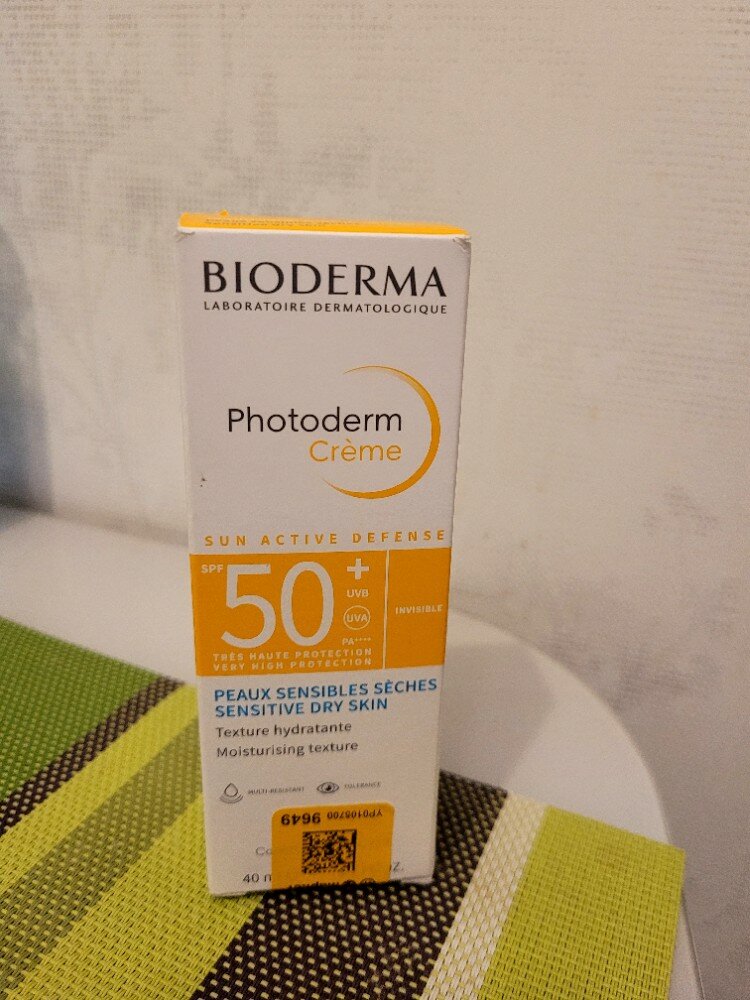 BIODERMA
LABORATOIRE DERMATOLOGIQUE
Photoderm
Crème
SUN ACTIVE DEFENSE
SPF 50+
UVB
UVA
PA++++
INVISIBLE
TRÈS HAUTE PROTECTION
VERY HIGH PROTECTION
PEAUX SENSIBLES SÈCHES
SENSITIVE DRY SKIN
Texture hydratante
Moisturising texture
MULTI-RESISTANT TOLERANCE
YP0108700 9649
40